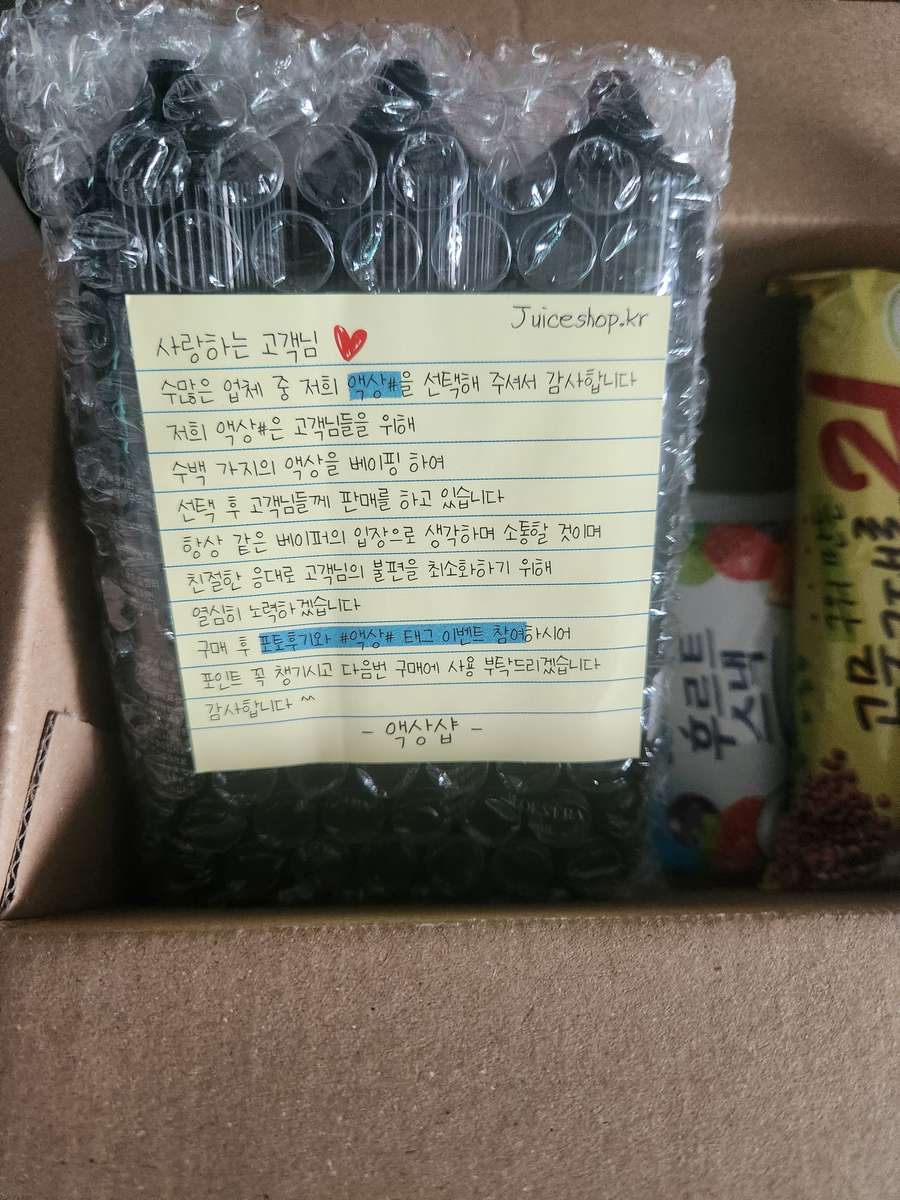 Juiceshop.kr
사랑하는 고객님
수많은 업체 중 저희 액상#을 선택해 주셔서 감사합니다
저희 액상#은 고객님들을 위해
수백 가지의 액상을 베이핑 하여
선택 후 고객님들께 판매를 하고 있습니다
항상 같은 베이퍼의 입장으로 생각하며 소통할 것이며
친절한 응대로 고객님의 불편을 최소화하기 위해
열심히 노력하겠습니다
구매 후 포토후기와 #액상# 태그 이벤트 참여하시어
포인트 꼭 챙기시고 다음번 구매에 사용 부탁드리겠습니다
감사합니다 ^^
- 액상샵 -
후르트
스낵
21